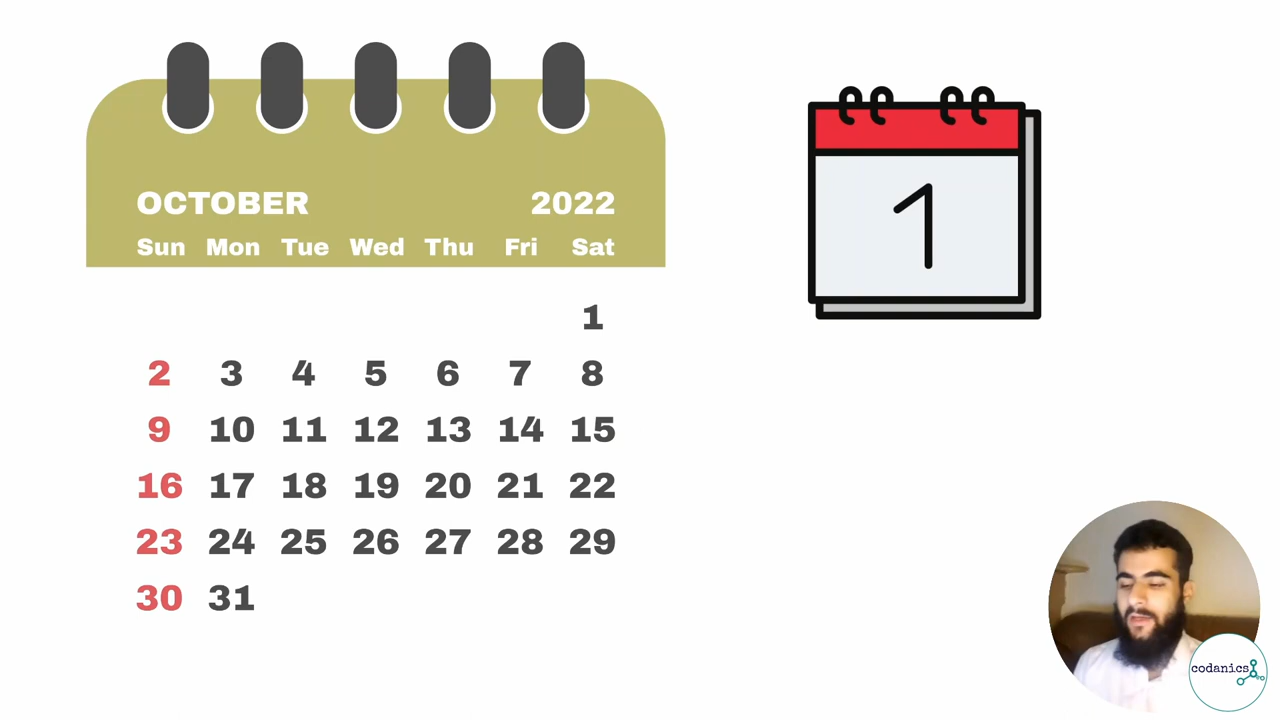 OCTOBER 2022
Sun Mon Tue Wed Thu Fri Sat
1
2 3 4 5 6 7 8
9 10 11 12 13 14 15
16 17 18 19 20 21 22
23 24 25 26 27 28 29
30 31
1
codanics